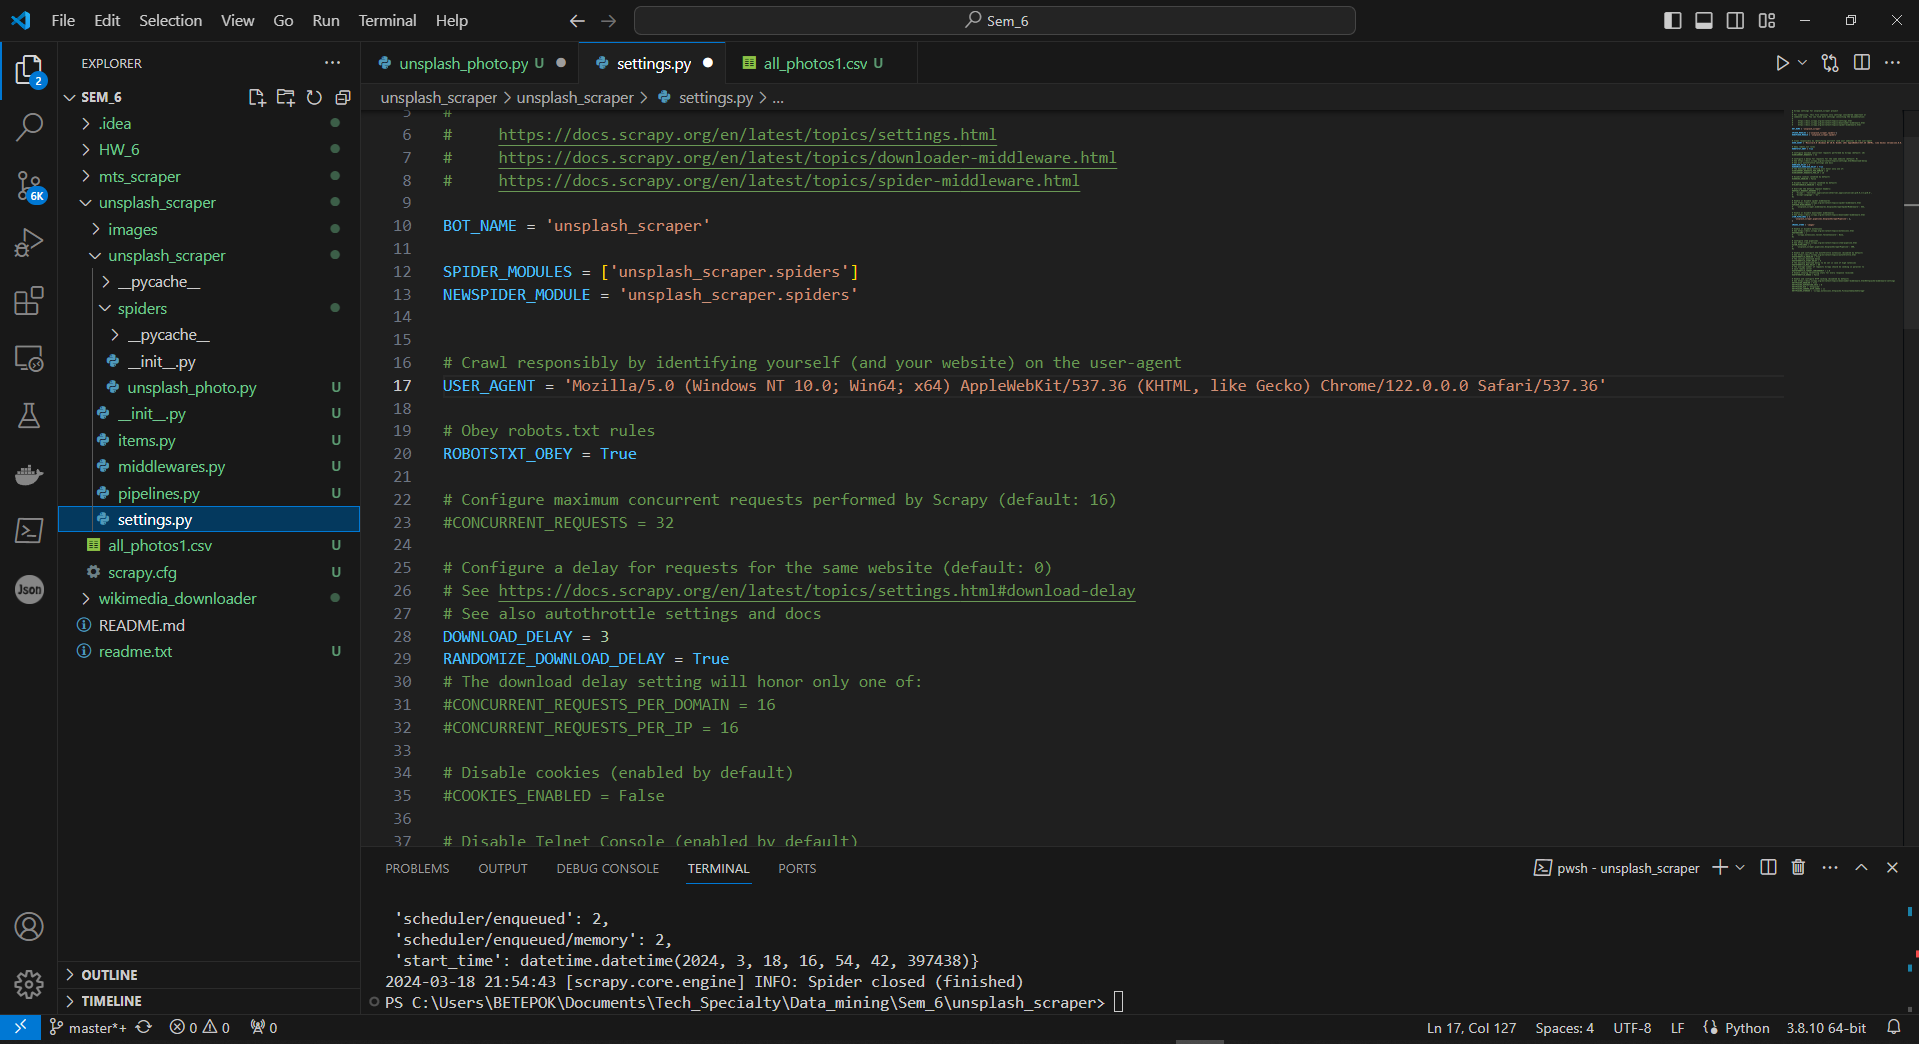 File Edit Selection View Go Run Terminal Help
Sem_6
EXPLORER
2
SEM_6
.idea
HW_6
mts_scraper
6K
unsplash_scraper
images
unsplash_scraper
__pycache__
spiders
__pycache__
__init__.py
unsplash_photo.py U
__init__.py U
items.py U
middlewares.py U
pipelines.py U
settings.py
all_photos1.csv U
scrapy.cfg U
Json
wikimedia_downloader
README.md
readme.txt U
OUTLINE
TIMELINE
unsplash_photo.py U
settings.py
all_photos1.csv U
unsplash_scraper > unsplash_scraper > settings.py > ...
5 #
6 # https://docs.scrapy.org/en/latest/topics/settings.html
7 # https://docs.scrapy.org/en/latest/topics/downloader-middleware.html
8 # https://docs.scrapy.org/en/latest/topics/spider-middleware.html
9
10 BOT_NAME = 'unsplash_scraper'
11
12 SPIDER_MODULES = ['unsplash_scraper.spiders']
13 NEWSPIDER_MODULE = 'unsplash_scraper.spiders'
14
15
16 # Crawl responsibly by identifying yourself (and your website) on the user-agent
17 USER_AGENT = 'Mozilla/5.0 (Windows NT 10.0; Win64; x64) AppleWebKit/537.36 (KHTML, like Gecko) Chrome/122.0.0.0 Safari/537.36'
18
19 # Obey robots.txt rules
20 ROBOTSTXT_OBEY = True
21
22 # Configure maximum concurrent requests performed by Scrapy (default: 16)
23 #CONCURRENT_REQUESTS = 32
24
25 # Configure a delay for requests for the same website (default: 0)
26 # See https://docs.scrapy.org/en/latest/topics/settings.html#download-delay
27 # See also autothrottle settings and docs
28 DOWNLOAD_DELAY = 3
29 RANDOMIZE_DOWNLOAD_DELAY = True
30 # The download delay setting will honor only one of:
31 #CONCURRENT_REQUESTS_PER_DOMAIN = 16
32 #CONCURRENT_REQUESTS_PER_IP = 16
33
34 # Disable cookies (enabled by default)
35 #COOKIES_ENABLED = False
36
37 # Disable Telnet Console (enabled by default)
PROBLEMS OUTPUT DEBUG CONSOLE TERMINAL PORTS
pwsh - unsplash_scraper
'scheduler/enqueued': 2,
'scheduler/enqueued/memory': 2,
'start_time': datetime.datetime(2024, 3, 18, 16, 54, 42, 397438)}
2024-03-18 21:54:43 [scrapy.core.engine] INFO: Spider closed (finished)
PS C:\Users\BETEPOK\Documents\Tech_Specialty\Data_mining\Sem_6\unsplash_scraper>
master*+ 0 0 0
Ln 17, Col 127 Spaces: 4 UTF-8 LF Python 3.8.10 64-bit